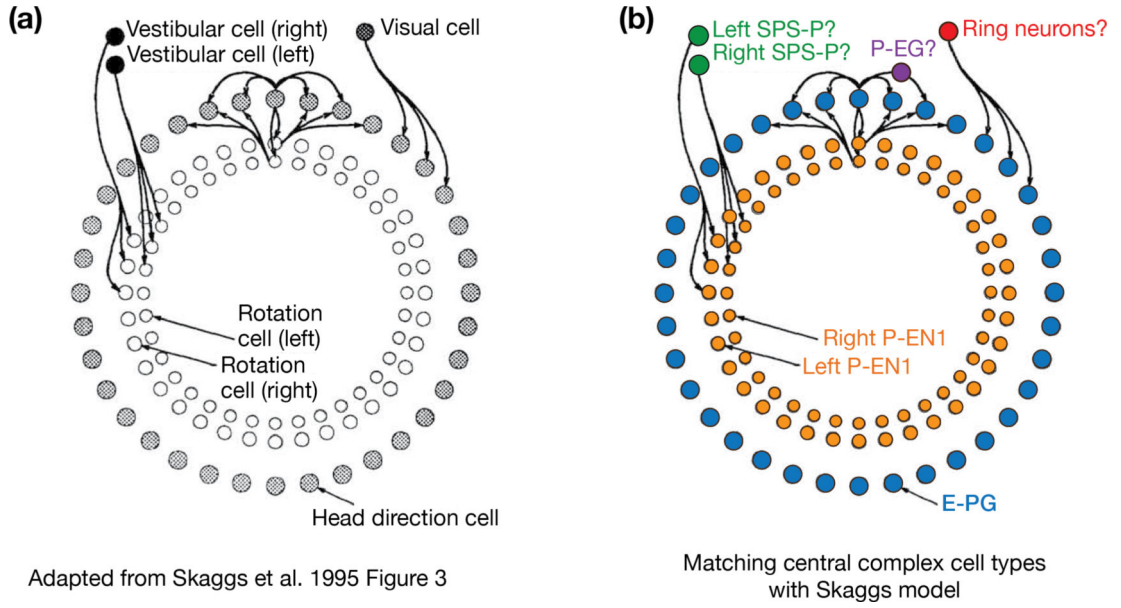 (a)
Vestibular cell (right)
Vestibular cell (left)
Visual cell
Rotation
cell (left)
Rotation
cell (right)
Head direction cell
Adapted from Skaggs et al. 1995 Figure 3
(b)
Left SPS-P?
Right SPS-P?
P-EG?
Ring neurons?
Right P-EN1
Left P-EN1
E-PG
Matching central complex cell types
with Skaggs model